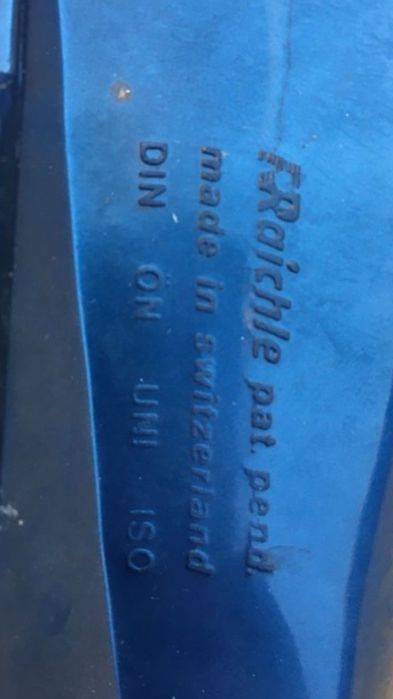 Raichle pat. pend.
made in switzerland
DIN ÖN UNI ISO